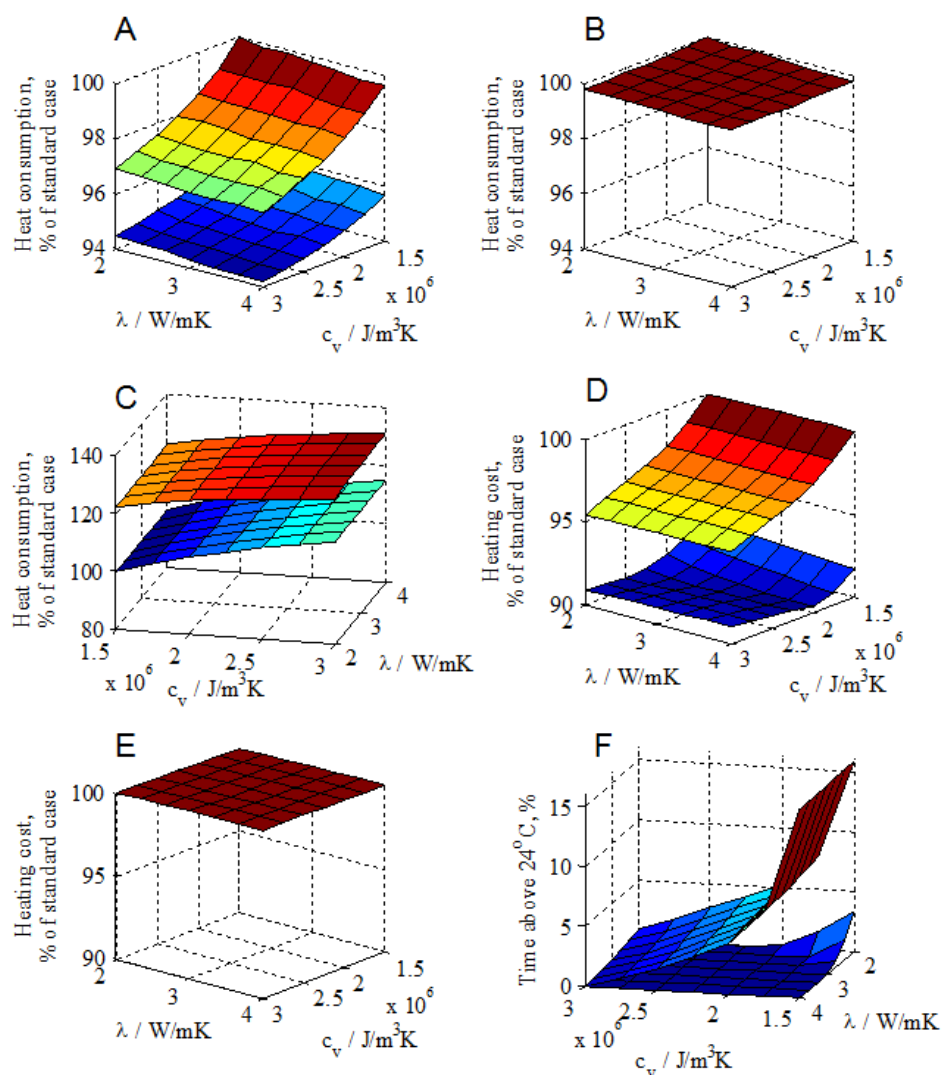 A
Heat consumption,
% of standard case
100
98
96
94
2
3
4
λ / W/mK
3
2.5
2
1.5
x 10⁶
cᵥ / J/m³K
B
Heat consumption,
% of standard case
100
98
96
94
2
3
4
λ / W/mK
3
2.5
2
1.5
x 10⁶
cᵥ / J/m³K
C
Heat consumption,
% of standard case
140
120
100
80
1.5
2
2.5
3
x 10⁶
cᵥ / J/m³K
2
3
4
λ / W/mK
D
Heating cost,
% of standard case
100
95
90
2
3
4
λ / W/mK
3
2.5
2
1.5
x 10⁶
cᵥ / J/m³K
E
Heating cost,
% of standard case
100
95
90
2
3
4
λ / W/mK
3
2.5
2
1.5
x 10⁶
cᵥ / J/m³K
F
Time above 24°C, %
15
10
5
0
3
2.5
2
1.5
x 10⁶
cᵥ / J/m³K
4
3
2
λ / W/mK